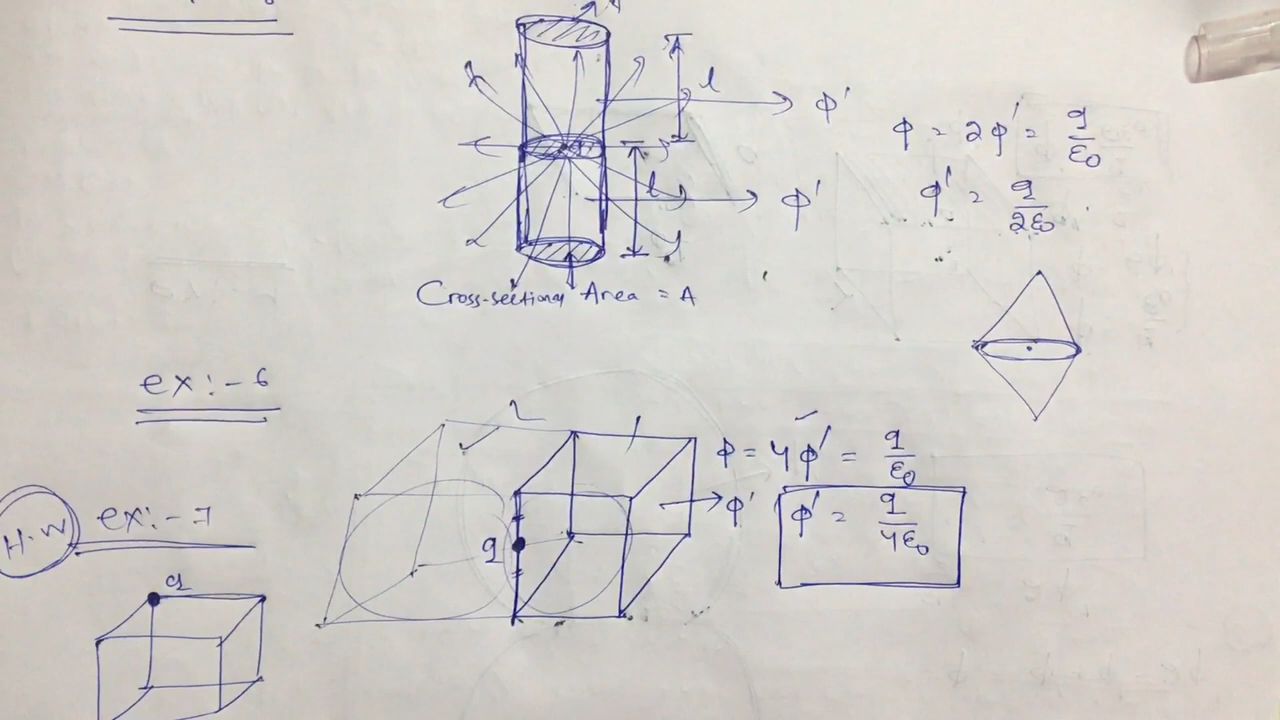 l
ϕ'
ϕ = 2ϕ' = q/ε₀
l
ϕ'
ϕ' = q/2ε₀
Cross-sectional Area = A
ex:- 6
ϕ = 4ϕ' = q/ε₀
ϕ'
ϕ' = q/4ε₀
H.W
ex:- 7
q
q